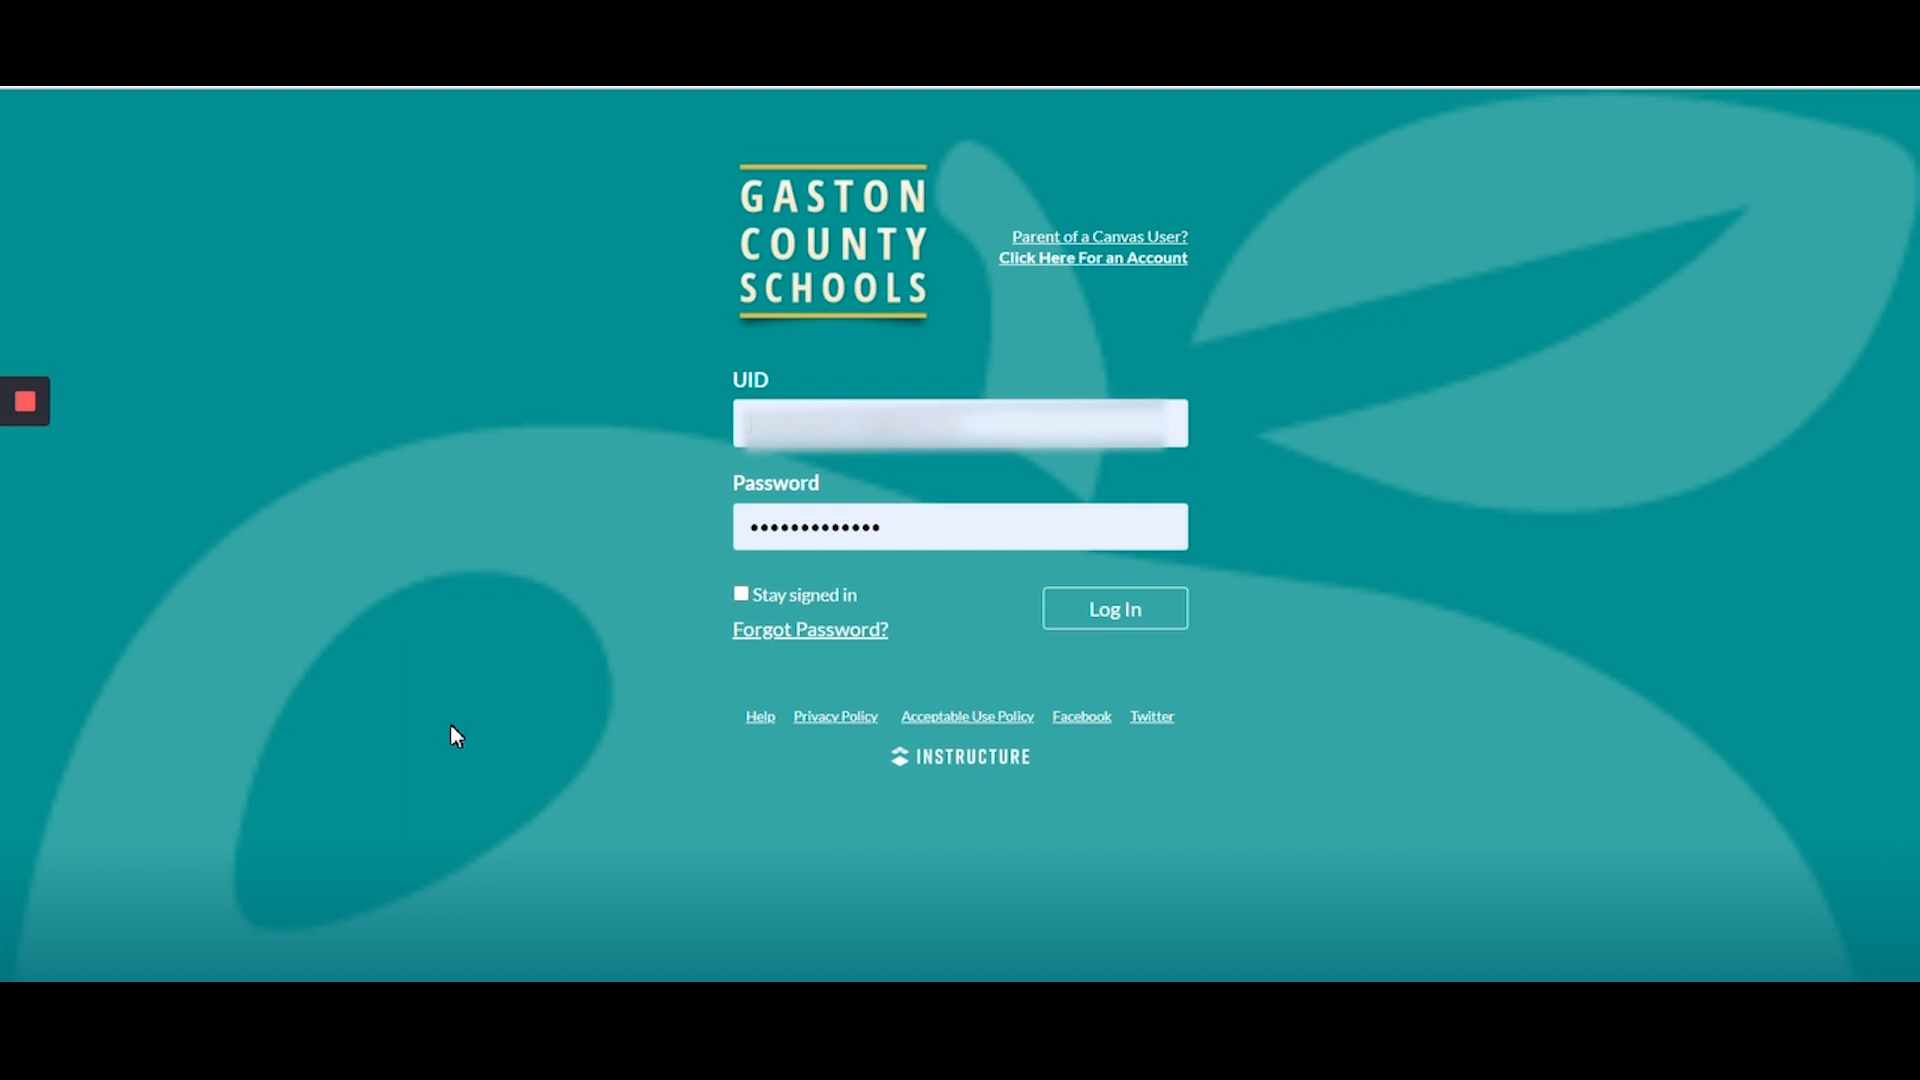 GASTON
COUNTY
SCHOOLS
Parent of a Canvas User?
Click Here For an Account
UID
Password
Stay signed in
Log In
Forgot Password?
Help Privacy Policy Acceptable Use Policy Facebook Twitter
INSTRUCTURE